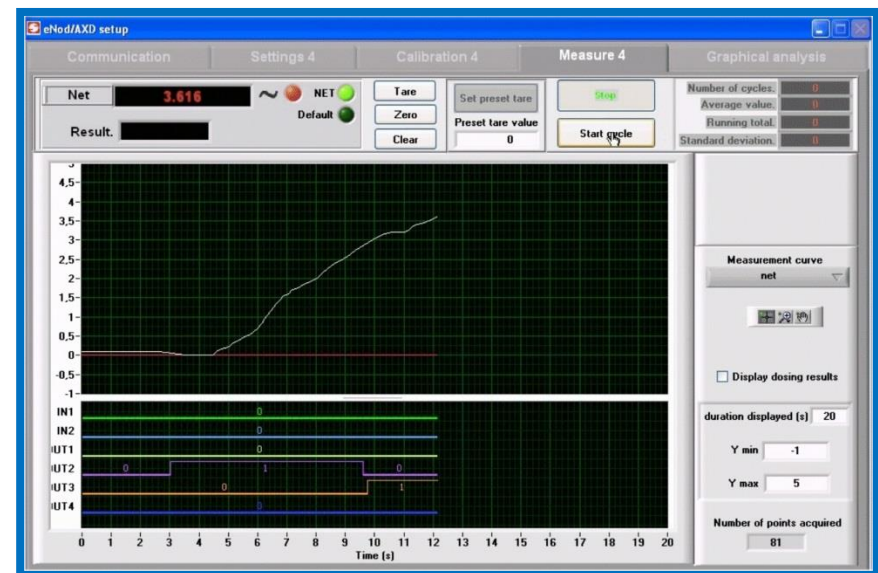 eNod/AXD setup
Communication
Settings 4
Calibration 4
Measure 4
Graphical analysis
Net
3.616
NET
Default
Result.
Tare
Zero
Clear
Set preset tare
Preset tare value
0
Stop
Start cycle
Number of cycles. 0
Average value. 0
Running total. 0
Standard deviation. 0
4,5-
4-
3,5-
3-
2,5-
2-
1,5-
1-
0,5-
0-
-0,5-
-1-
IN1 0
IN2 0
UT1 0
UT2 0 1 0
UT3 0 1
UT4 0
0 1 2 3 4 5 6 7 8 9 10 11 12 13 14 15 16 17 18 19 20
Time (s)
Measurement curve
net
Display dosing results
duration displayed (s) 20
Y min -1
Y max 5
Number of points acquired
81